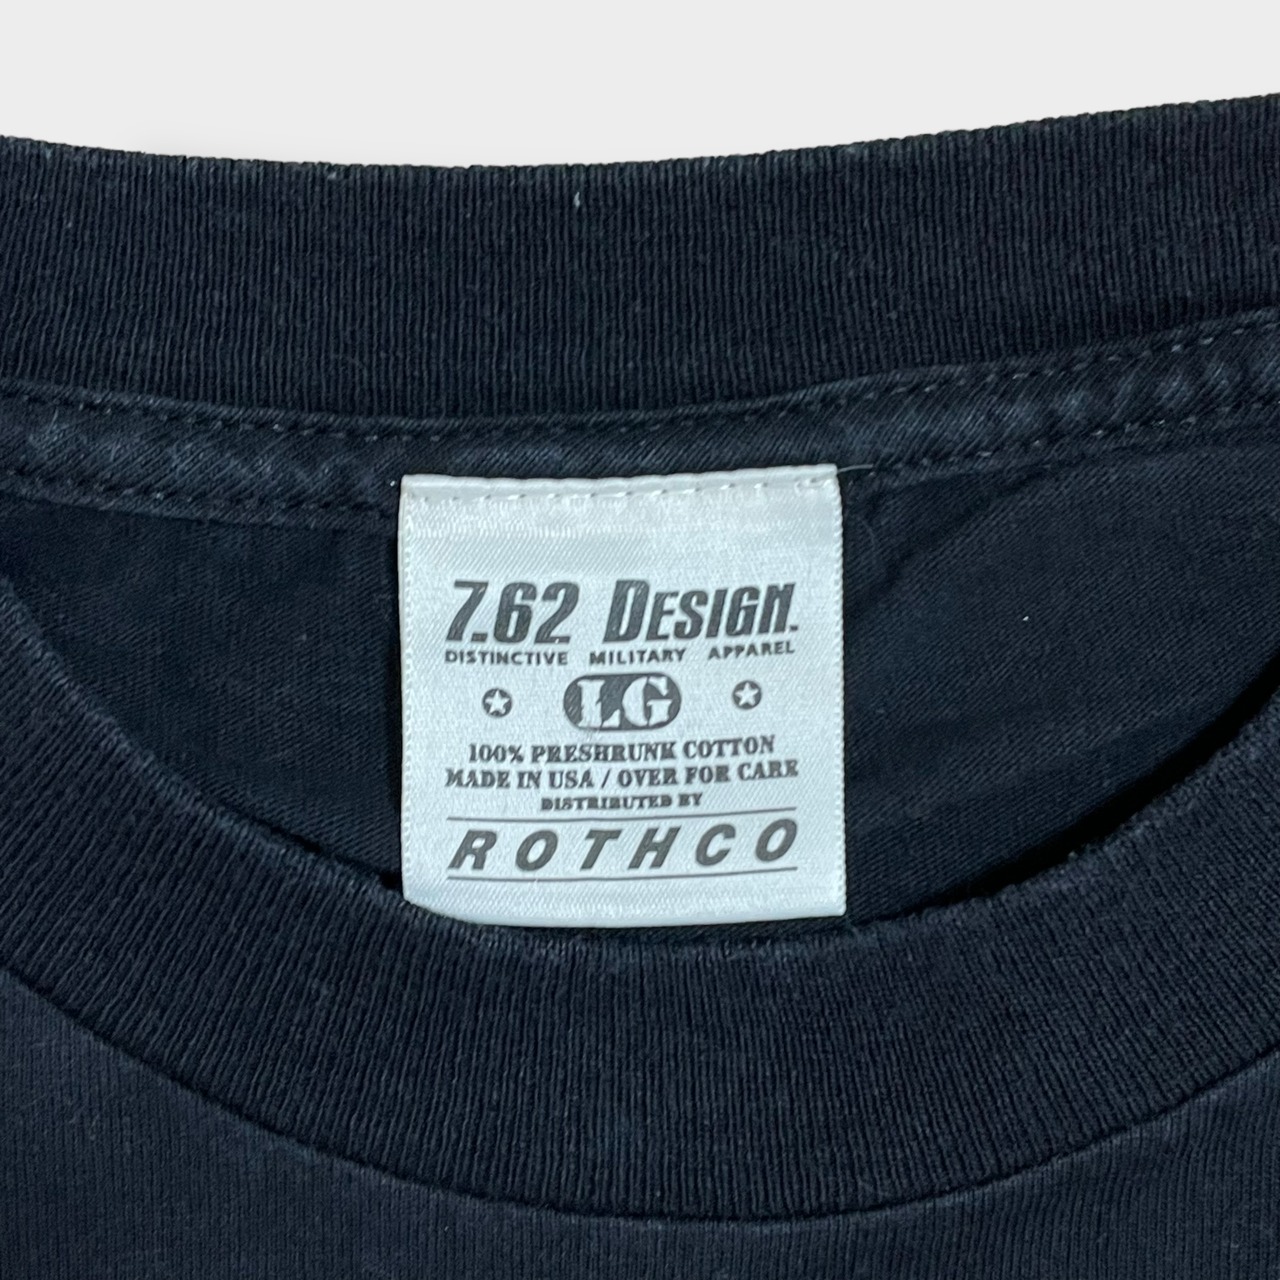 7.62 DESIGN.
DISTINCTIVE MILITARY APPAREL
LG
100% PRESHRUNK COTTON
MADE IN USA / OVER FOR CARE
DISTRIBUTED BY
ROTHCO